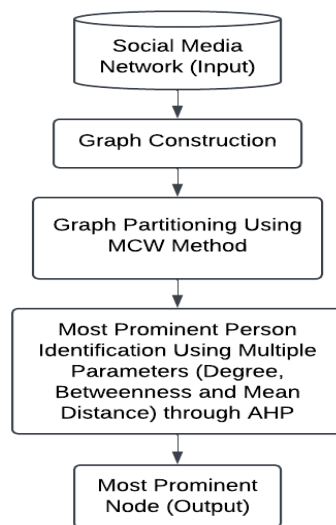 Social Media
Network (Input)
Graph Construction
Graph Partitioning Using
MCW Method
Most Prominent Person
Identification Using Multiple
Parameters (Degree,
Betweenness and Mean
Distance) through AHP
Most Prominent
Node (Output)